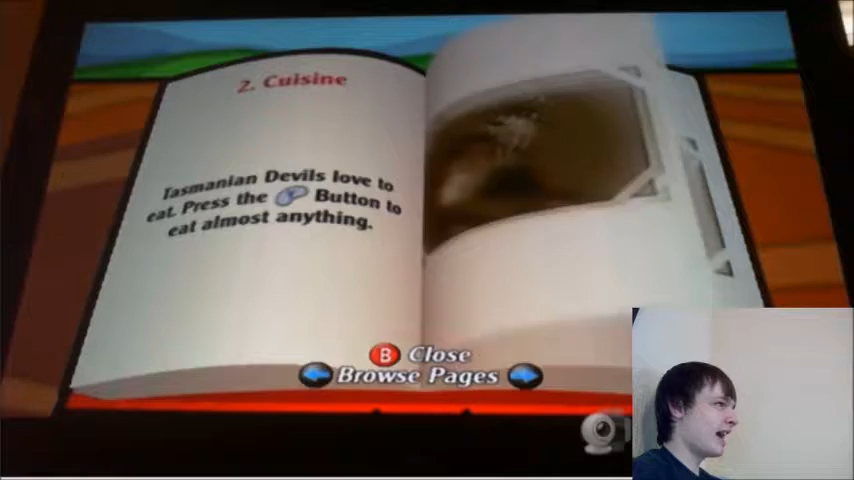 2. Cuisine
Tasmanian Devils love to
eat. Press the Button to
eat almost anything.
B Close
Browse Pages